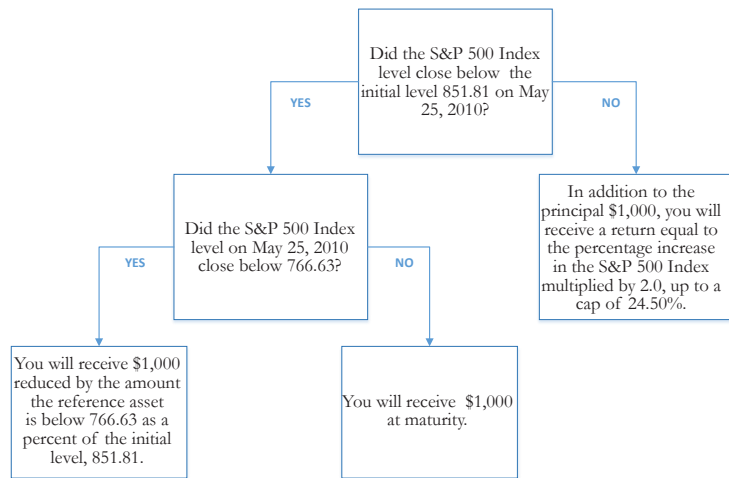 Did the S&P 500 Index
level close below the
initial level 851.81 on May
25, 2010?
YES
NO
Did the S&P 500 Index
level on May 25, 2010
close below 766.63?
In addition to the
principal $1,000, you will
receive a return equal to
the percentage increase
in the S&P 500 Index
multiplied by 2.0, up to a
cap of 24.50%.
YES
NO
You will receive $1,000
reduced by the amount
the reference asset
is below 766.63 as a
percent of the initial
level, 851.81.
You will receive $1,000
at maturity.